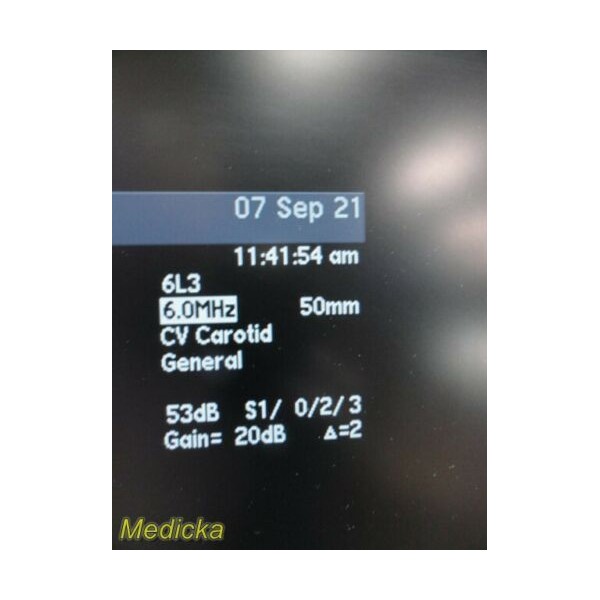 07 Sep 21
11:41:54 am
6L3
6.0MHz 50mm
CV Carotid
General
53dB S1/ 0/2/3
Gain= 20dB Δ=2
Medicka